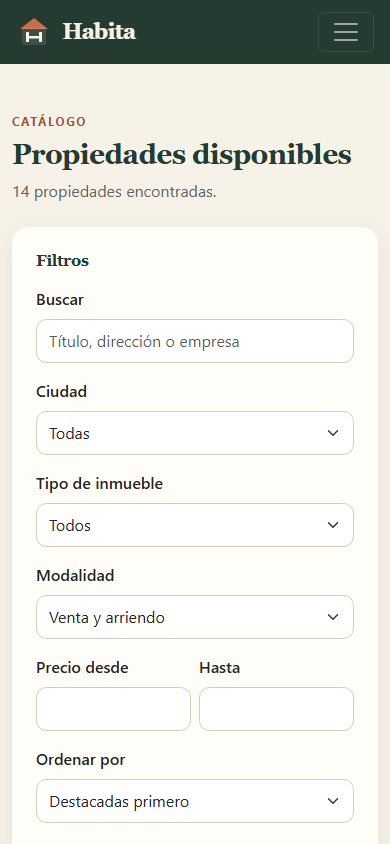 Habita
CATÁLOGO
Propiedades disponibles
14 propiedades encontradas.
Filtros
Buscar
Título, dirección o empresa
Ciudad
Todas
Tipo de inmueble
Todos
Modalidad
Venta y arriendo
Precio desde
Hasta
Ordenar por
Destacadas primero